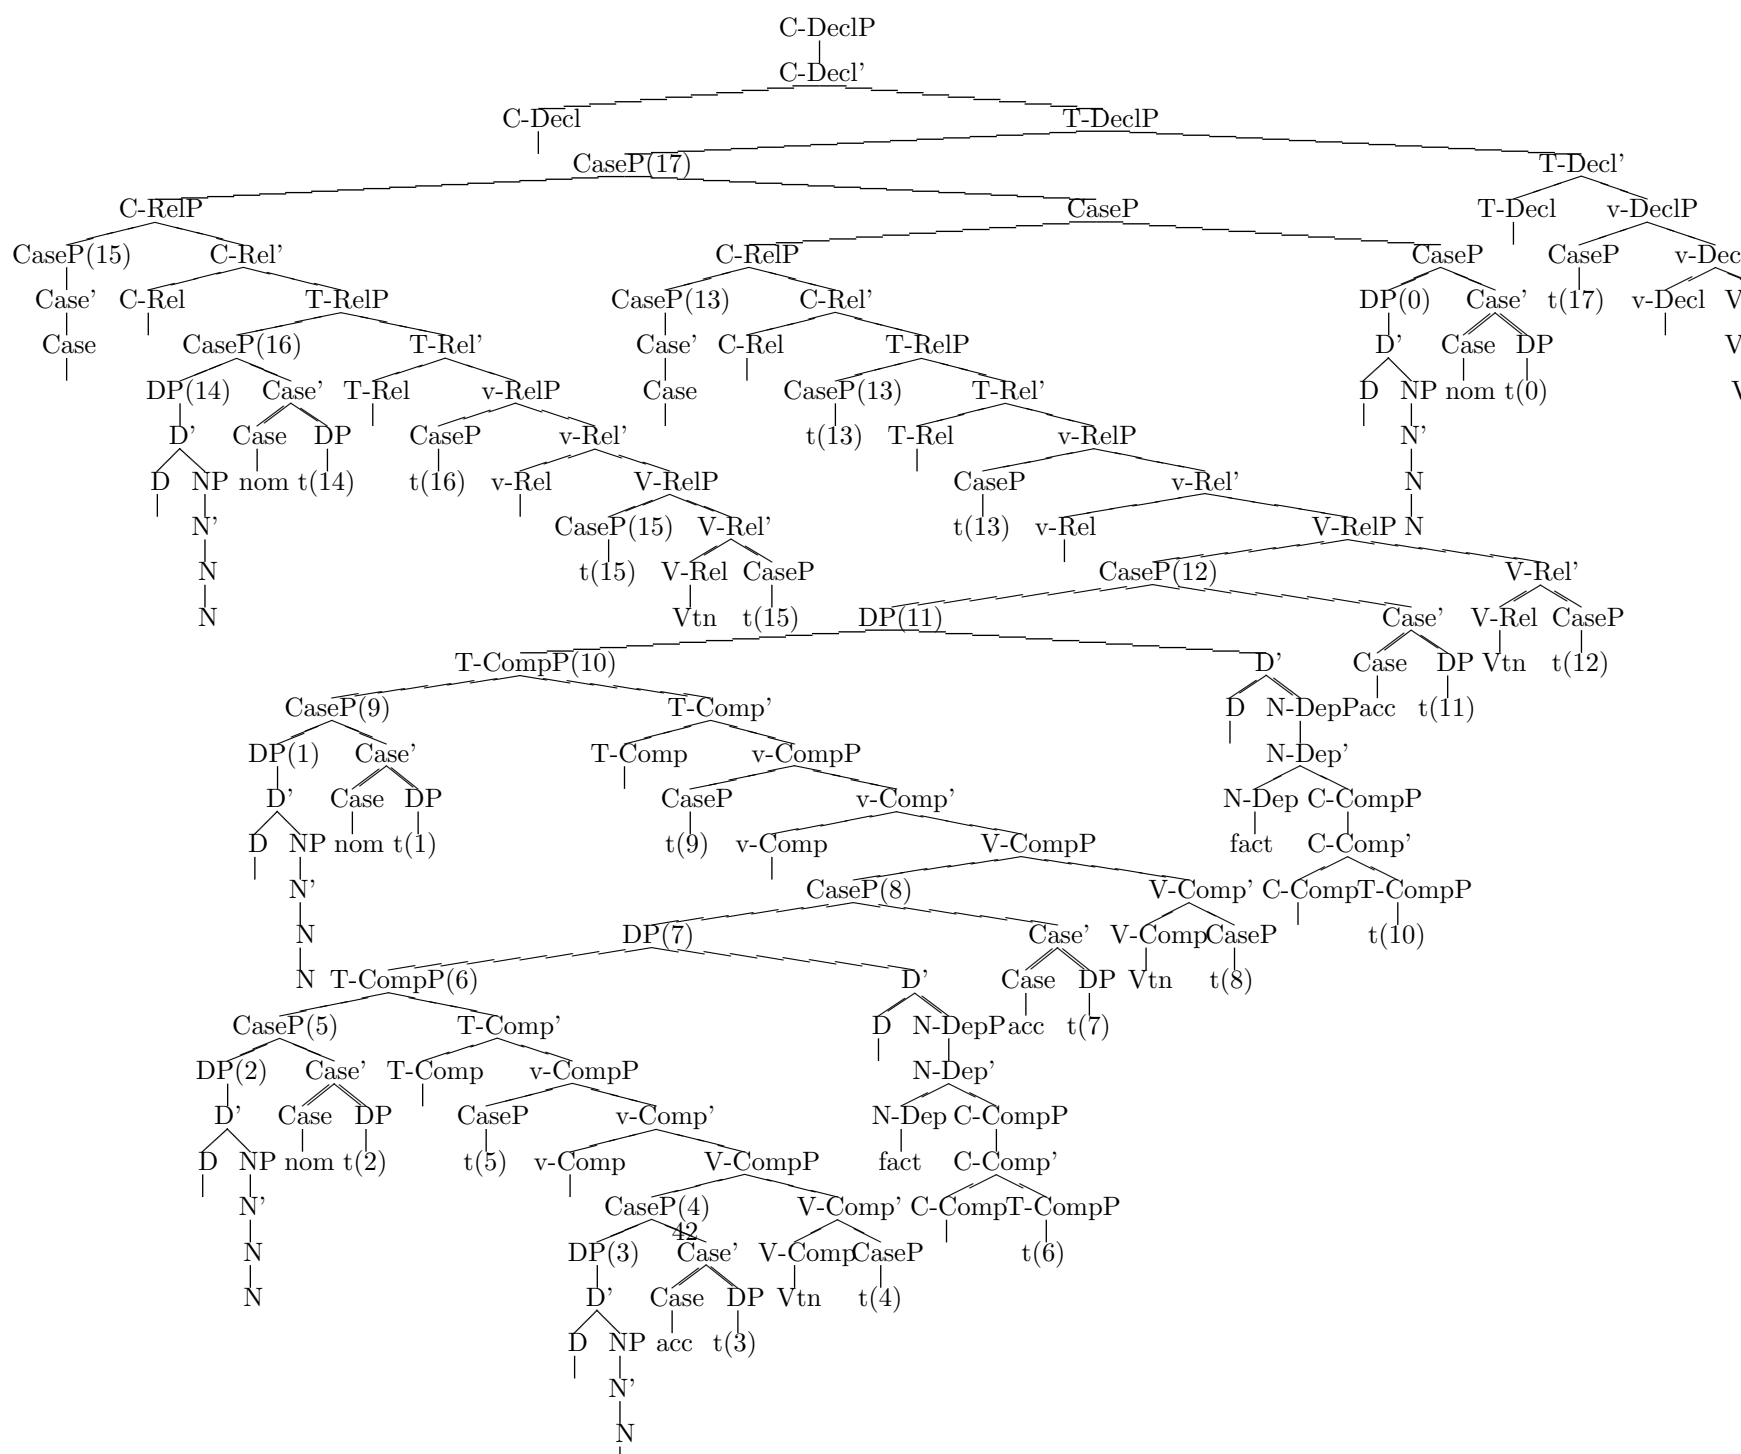 C-DeclP
C-Decl'
C-Decl T-DeclP
CaseP(17) T-Decl'
C-RelP CaseP T-Decl v-DeclP
CaseP(15) C-Rel' C-RelP CaseP CaseP v-Dec
Case' C-Rel T-RelP CaseP(13) C-Rel' DP(0) Case' t(17) v-Decl V
Case CaseP(16) T-Rel' Case' C-Rel T-RelP D' Case DP V
DP(14) Case' T-Rel v-RelP Case CaseP(13) T-Rel' D NP nom t(0) V
D' Case DP CaseP v-Rel' t(13) T-Rel v-RelP N'
D NP nom t(14) t(16) v-Rel V-RelP CaseP v-Rel' N
N' CaseP(15) V-Rel' t(13) v-Rel V-RelP N
N t(15) V-Rel CaseP CaseP(12) V-Rel'
N Vtn t(15) DP(11) Case' V-Rel CaseP
T-CompP(10) D' Case DP Vtn t(12)
CaseP(9) T-Comp' D N-DepP acc t(11)
DP(1) Case' T-Comp v-CompP N-Dep'
D' Case DP CaseP v-Comp' N-Dep C-CompP
D NP nom t(1) t(9) v-Comp V-CompP fact C-Comp'
N' CaseP(8) V-Comp' C-Comp T-CompP
N DP(7) Case' V-Comp CaseP t(10)
N T-CompP(6) D' Case DP Vtn t(8)
CaseP(5) T-Comp' D N-DepP acc t(7)
DP(2) Case' T-Comp v-CompP N-Dep'
D' Case DP CaseP v-Comp' N-Dep C-CompP
D NP nom t(2) t(5) v-Comp V-CompP fact C-Comp'
N' CaseP(4) V-Comp' C-Comp T-CompP
42
N DP(3) Case' V-Comp CaseP t(6)
N D' Case DP Vtn t(4)
D NP acc t(3)
N'
N